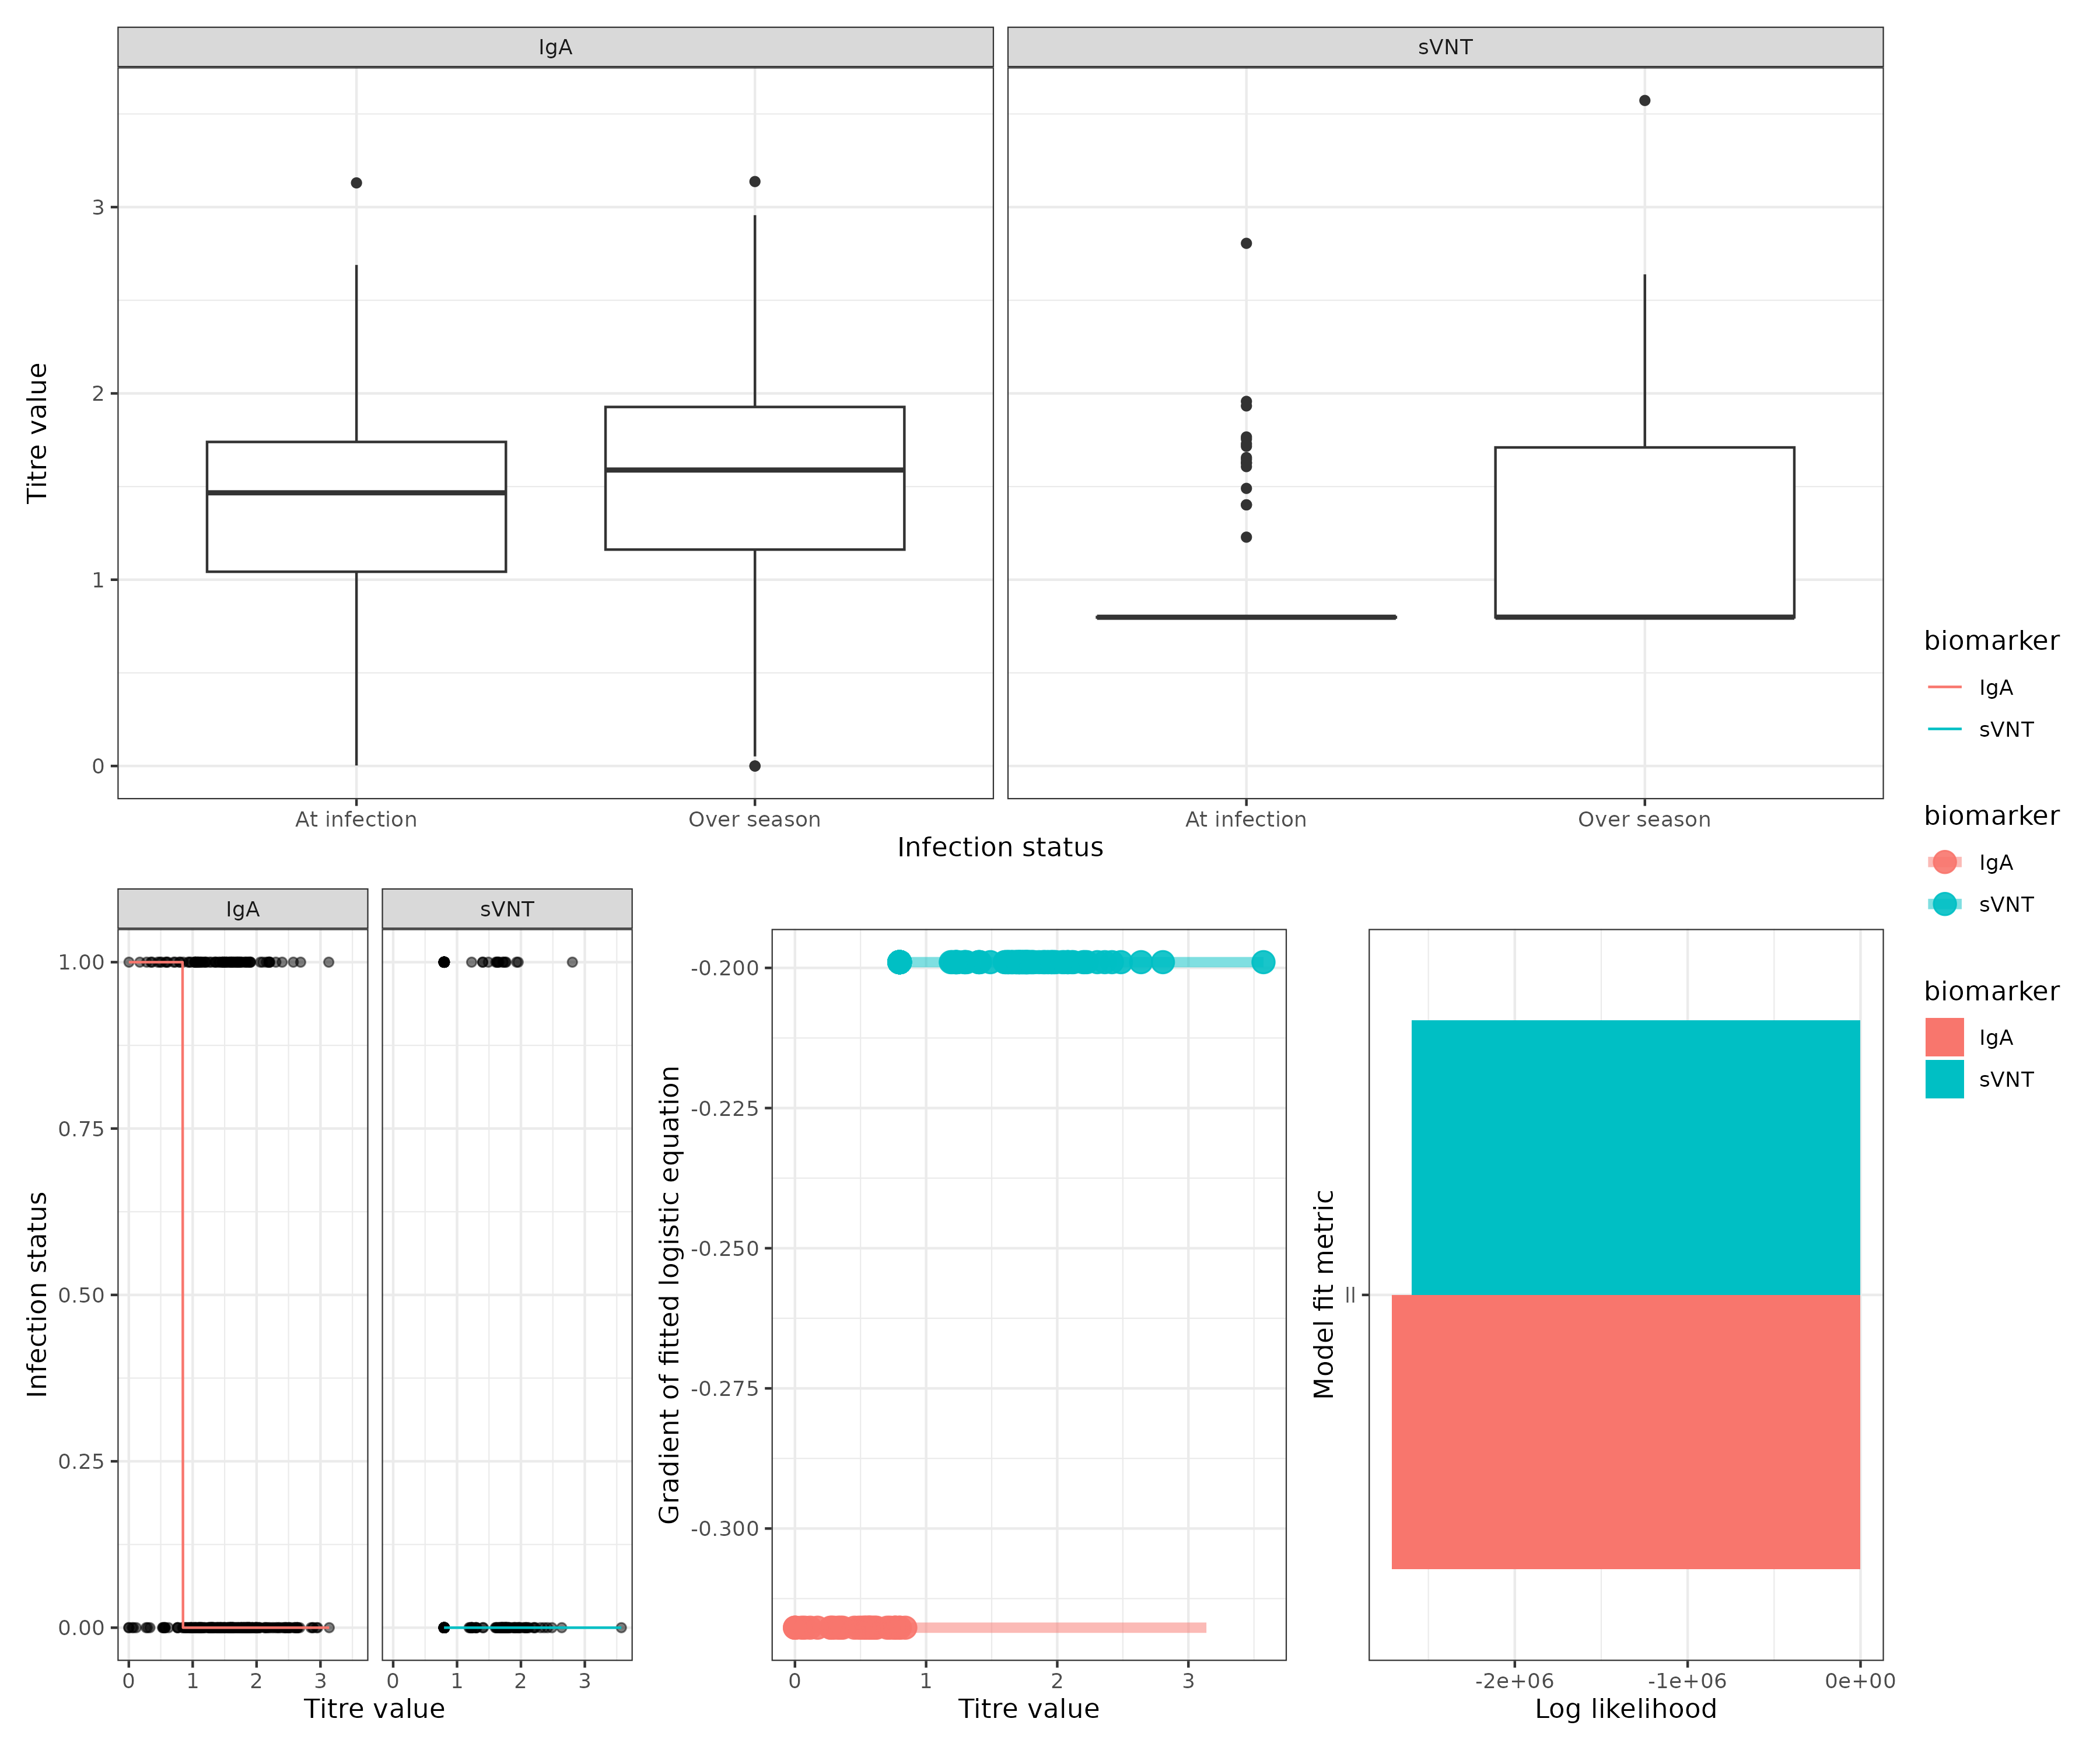 IgA
sVNT
Titre value
3
2
1
0
At infection
Over season
At infection
Over season
Infection status
biomarker
IgA
sVNT
biomarker
IgA
sVNT
biomarker
IgA
sVNT
IgA
sVNT
Infection status
1.00
0.75
0.50
0.25
0.00
0 1 2 3
0 1 2 3
Titre value
Gradient of fitted logistic equation
-0.200
-0.225
-0.250
-0.275
-0.300
0 1 2 3
Titre value
Model fit metric
ll
-2e+06 -1e+06 0e+00
Log likelihood